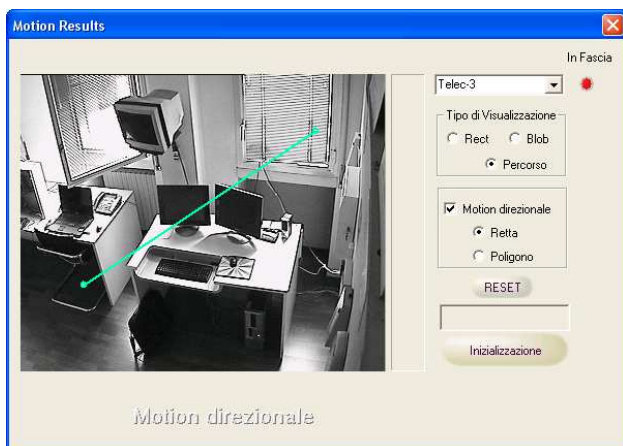 Motion Results
In Fascia
Telec-3
Tipo di Visualizzazione
Rect
Blob
Percorso
Motion direzionale
Retta
Poligono
RESET
Inizializzazione
Motion direzionale